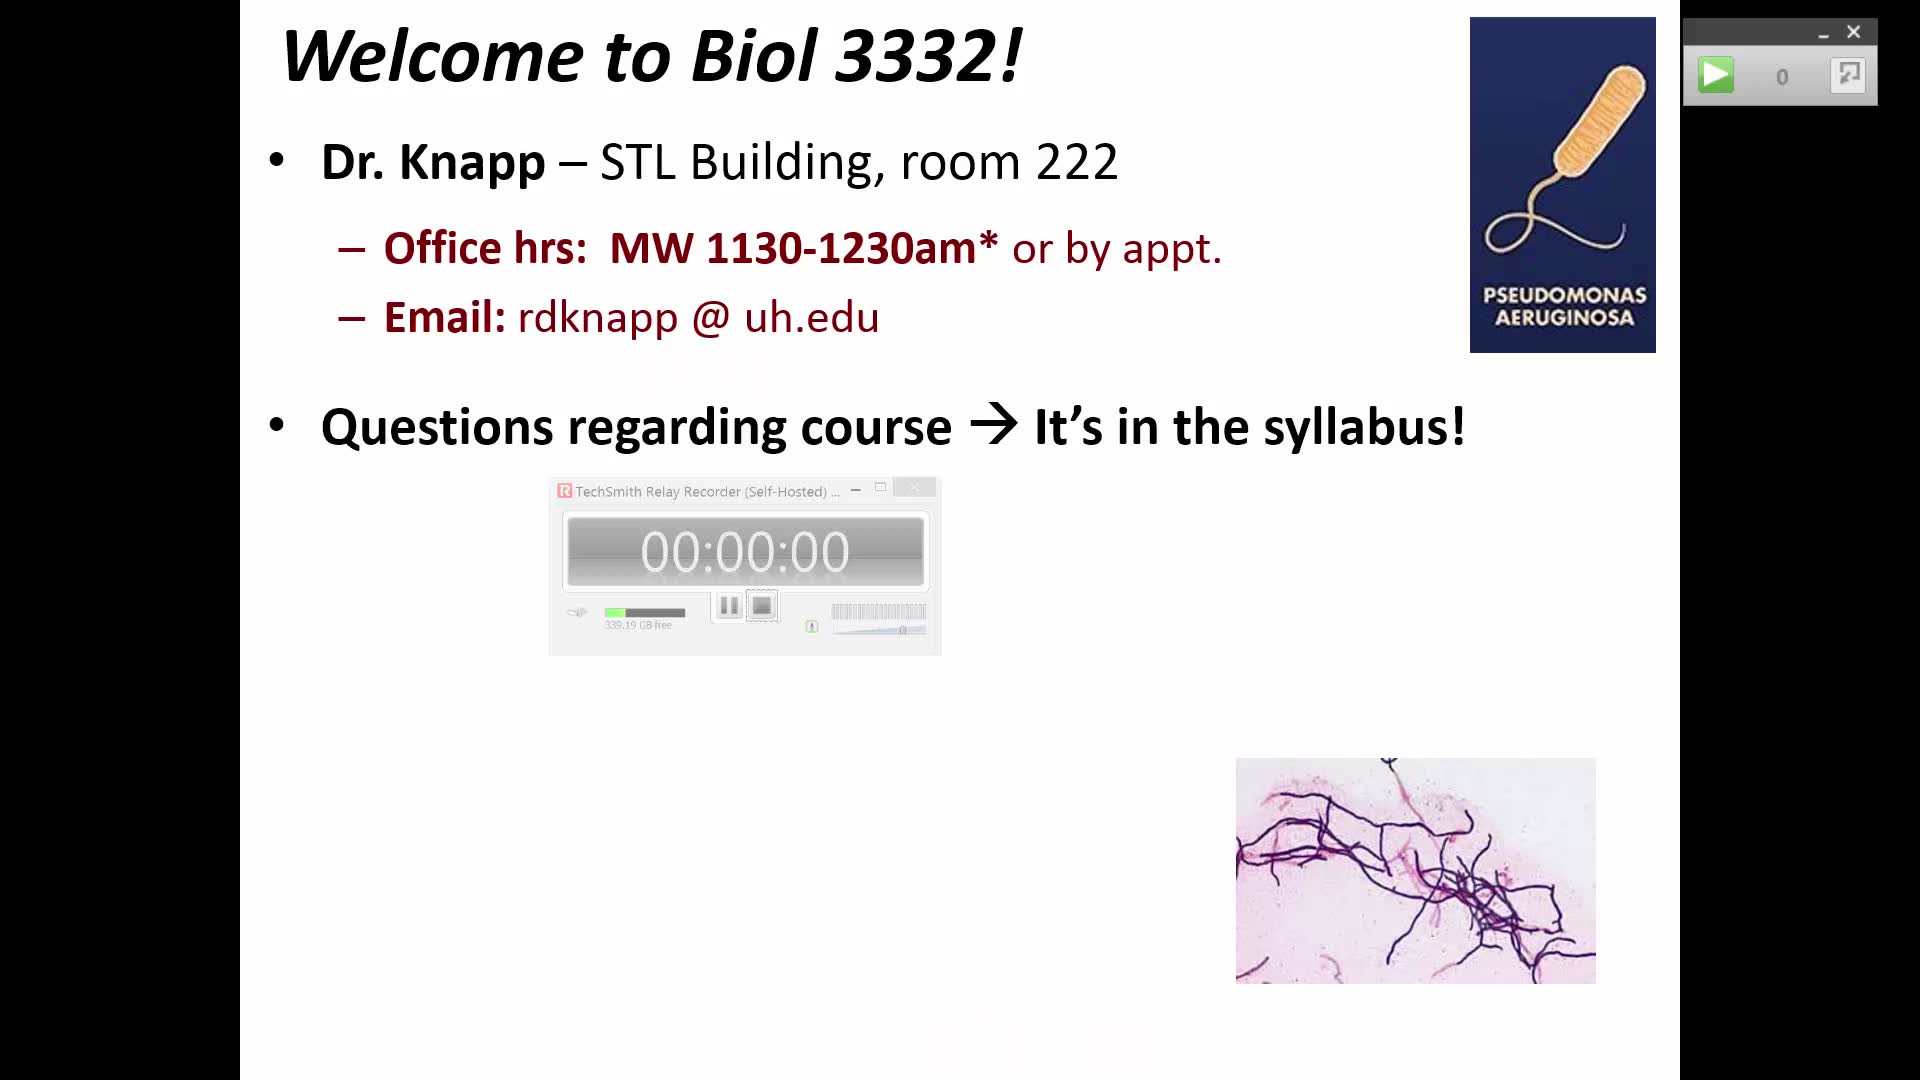 Welcome to Biol 3332!
• Dr. Knapp – STL Building, room 222
– Office hrs:  MW 1130-1230am* or by appt.
– Email: rdknapp @ uh.edu
PSEUDOMONAS
AERUGINOSA
0
• Questions regarding course → It's in the syllabus!
TechSmith Relay Recorder (Self-Hosted) ...
00:00:00
339.19 GB free